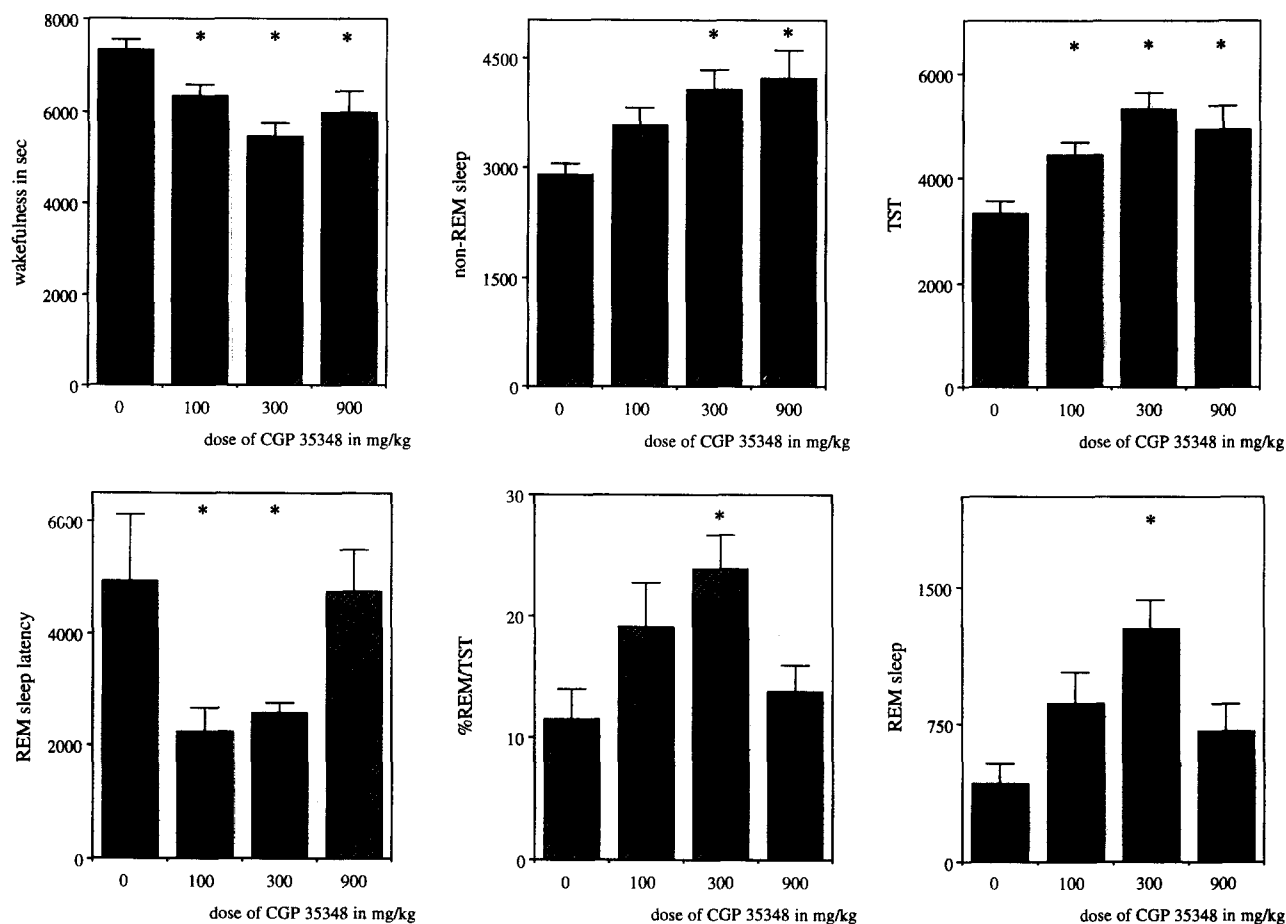 8000
6000
4000
2000
0
wakefulness in sec
* * *
0 100 300 900
dose of CGP 35348 in mg/kg
4500
3000
1500
0
non-REM sleep
* *
0 100 300 900
dose of CGP 35348 in mg/kg
6000
4000
2000
0
TST
* * *
0 100 300 900
dose of CGP 35348 in mg/kg
6000
4000
2000
0
REM sleep latency
* *
0 100 300 900
dose of CGP 35348 in mg/kg
30
20
10
0
%REM/TST
*
0 100 300 900
dose of CGP 35348 in mg/kg
1500
750
0
REM sleep
*
0 100 300 900
dose of CGP 35348 in mg/kg